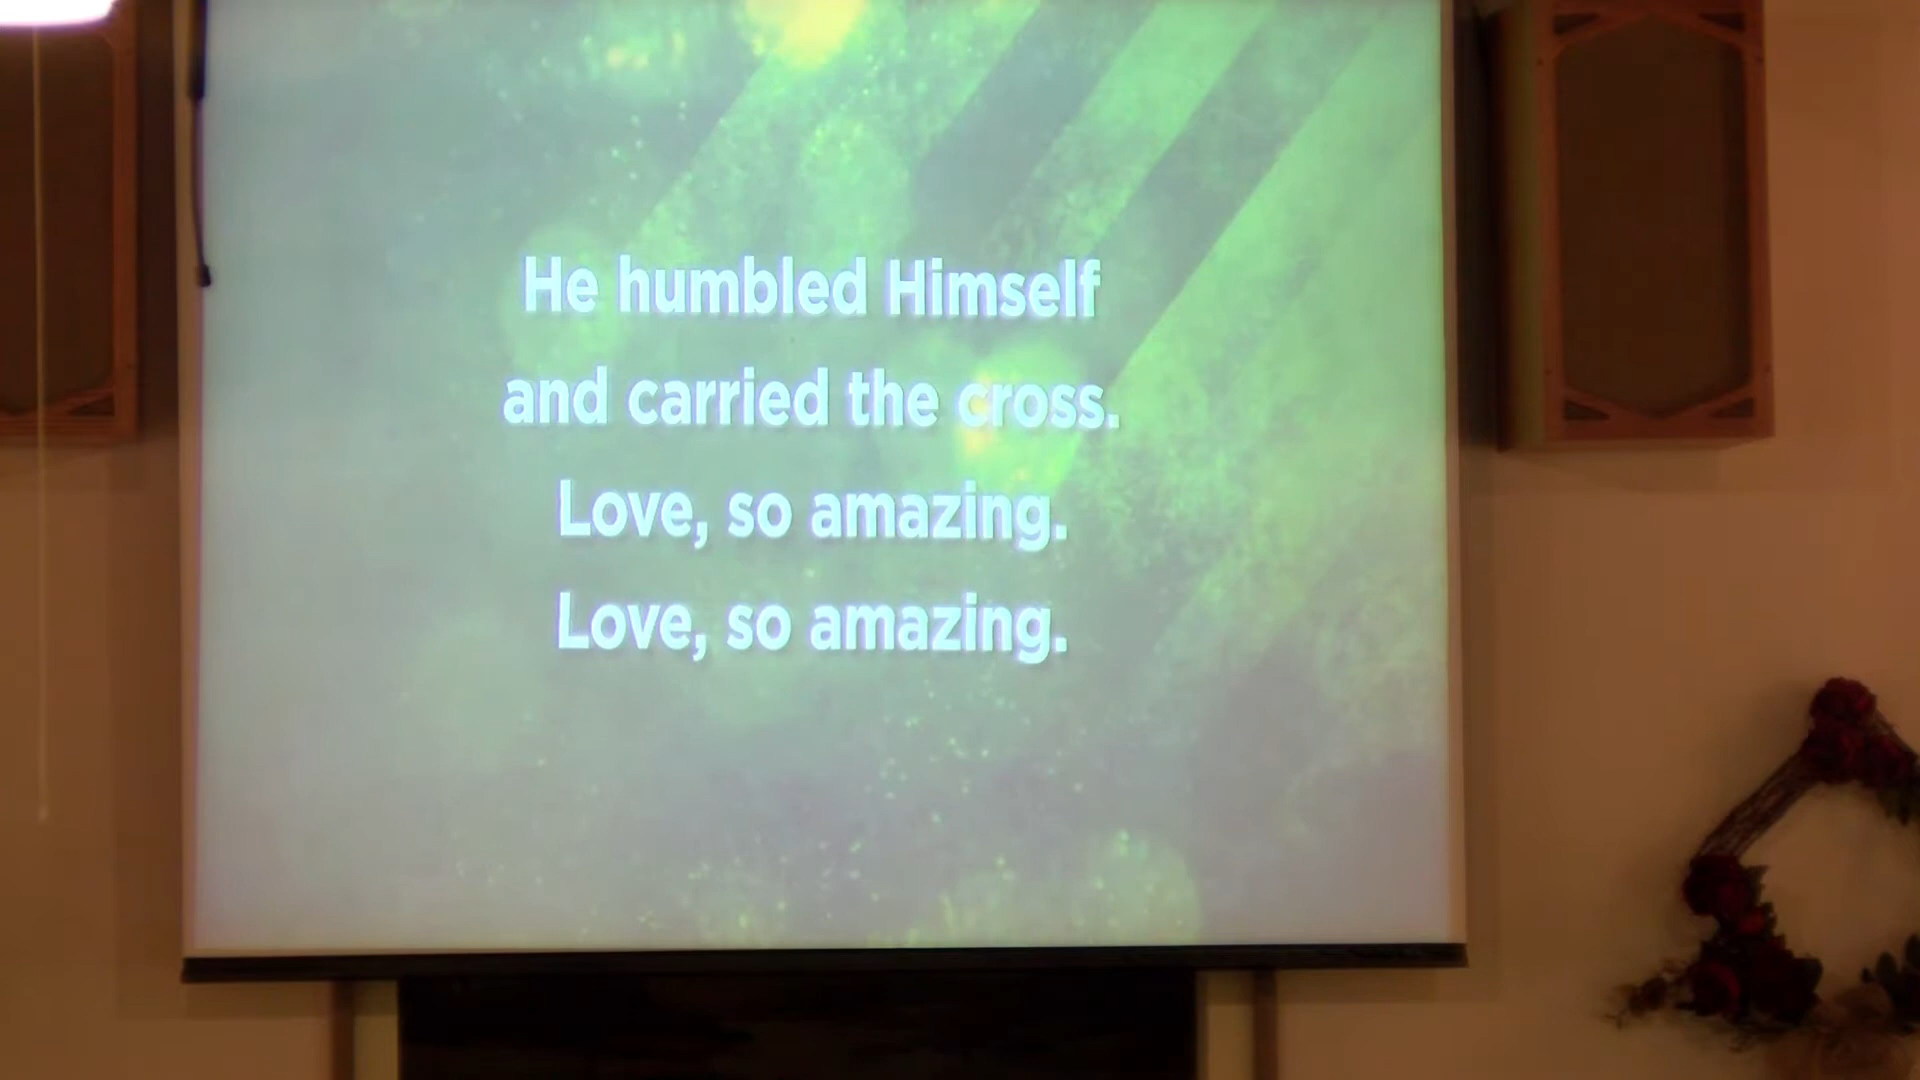 He humbled Himself
and carried the cross.
Love, so amazing.
Love, so amazing.